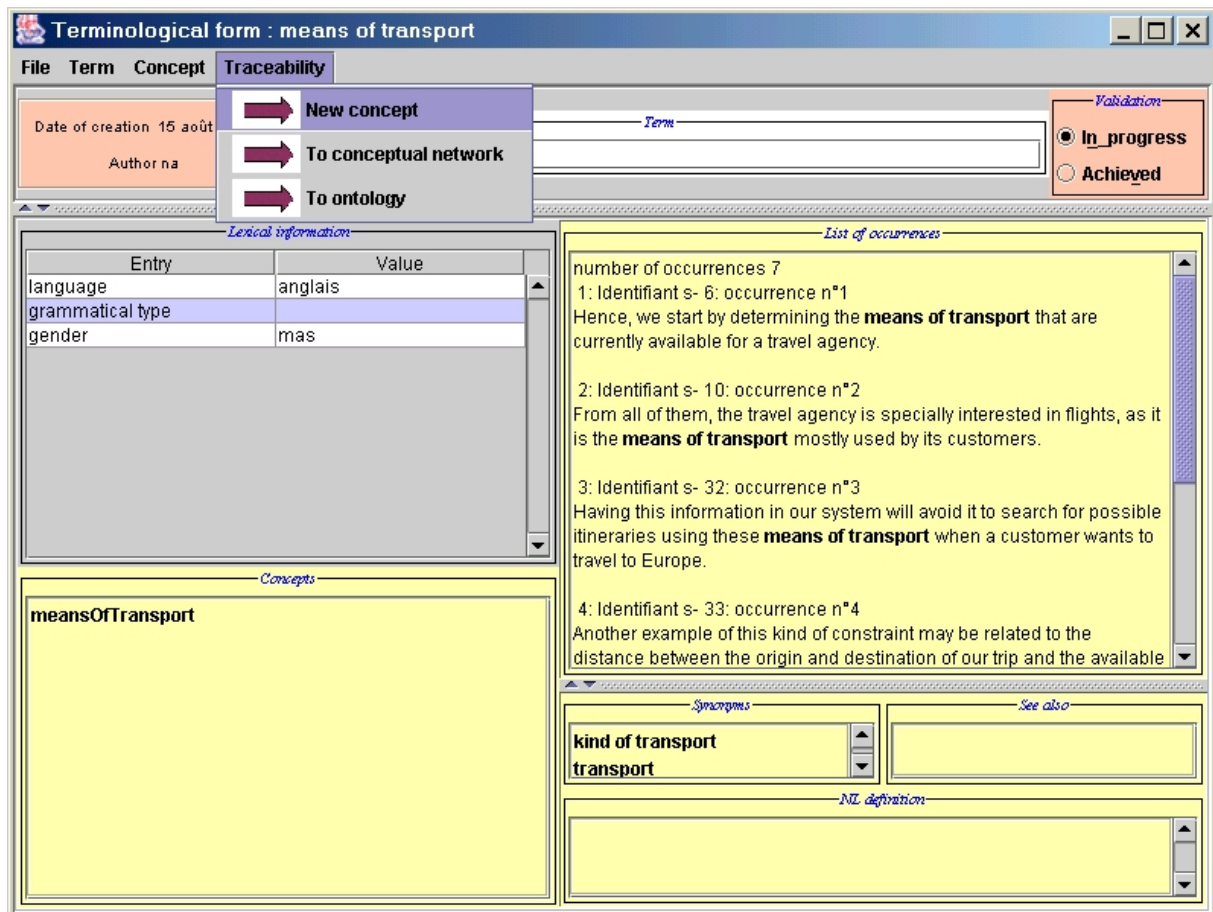 Terminological form : means of transport
File Term Concept Traceability
New concept
To conceptual network
To ontology
Date of creation 15 août
Author na
Term
Validation
In_progress
Achieved
Lexical information
Entry Value
language anglais
grammatical type
gender mas
List of occurrences
number of occurrences 7
1: Identifiant s- 6: occurrence n°1
Hence, we start by determining the means of transport that are
currently available for a travel agency.
2: Identifiant s- 10: occurrence n°2
From all of them, the travel agency is specially interested in flights, as it
is the means of transport mostly used by its customers.
3: Identifiant s- 32: occurrence n°3
Having this information in our system will avoid it to search for possible
itineraries using these means of transport when a customer wants to
travel to Europe.
4: Identifiant s- 33: occurrence n°4
Another example of this kind of constraint may be related to the
distance between the origin and destination of our trip and the available
Concepts
meansOfTransport
Synonyms
kind of transport
transport
See also
NL definition